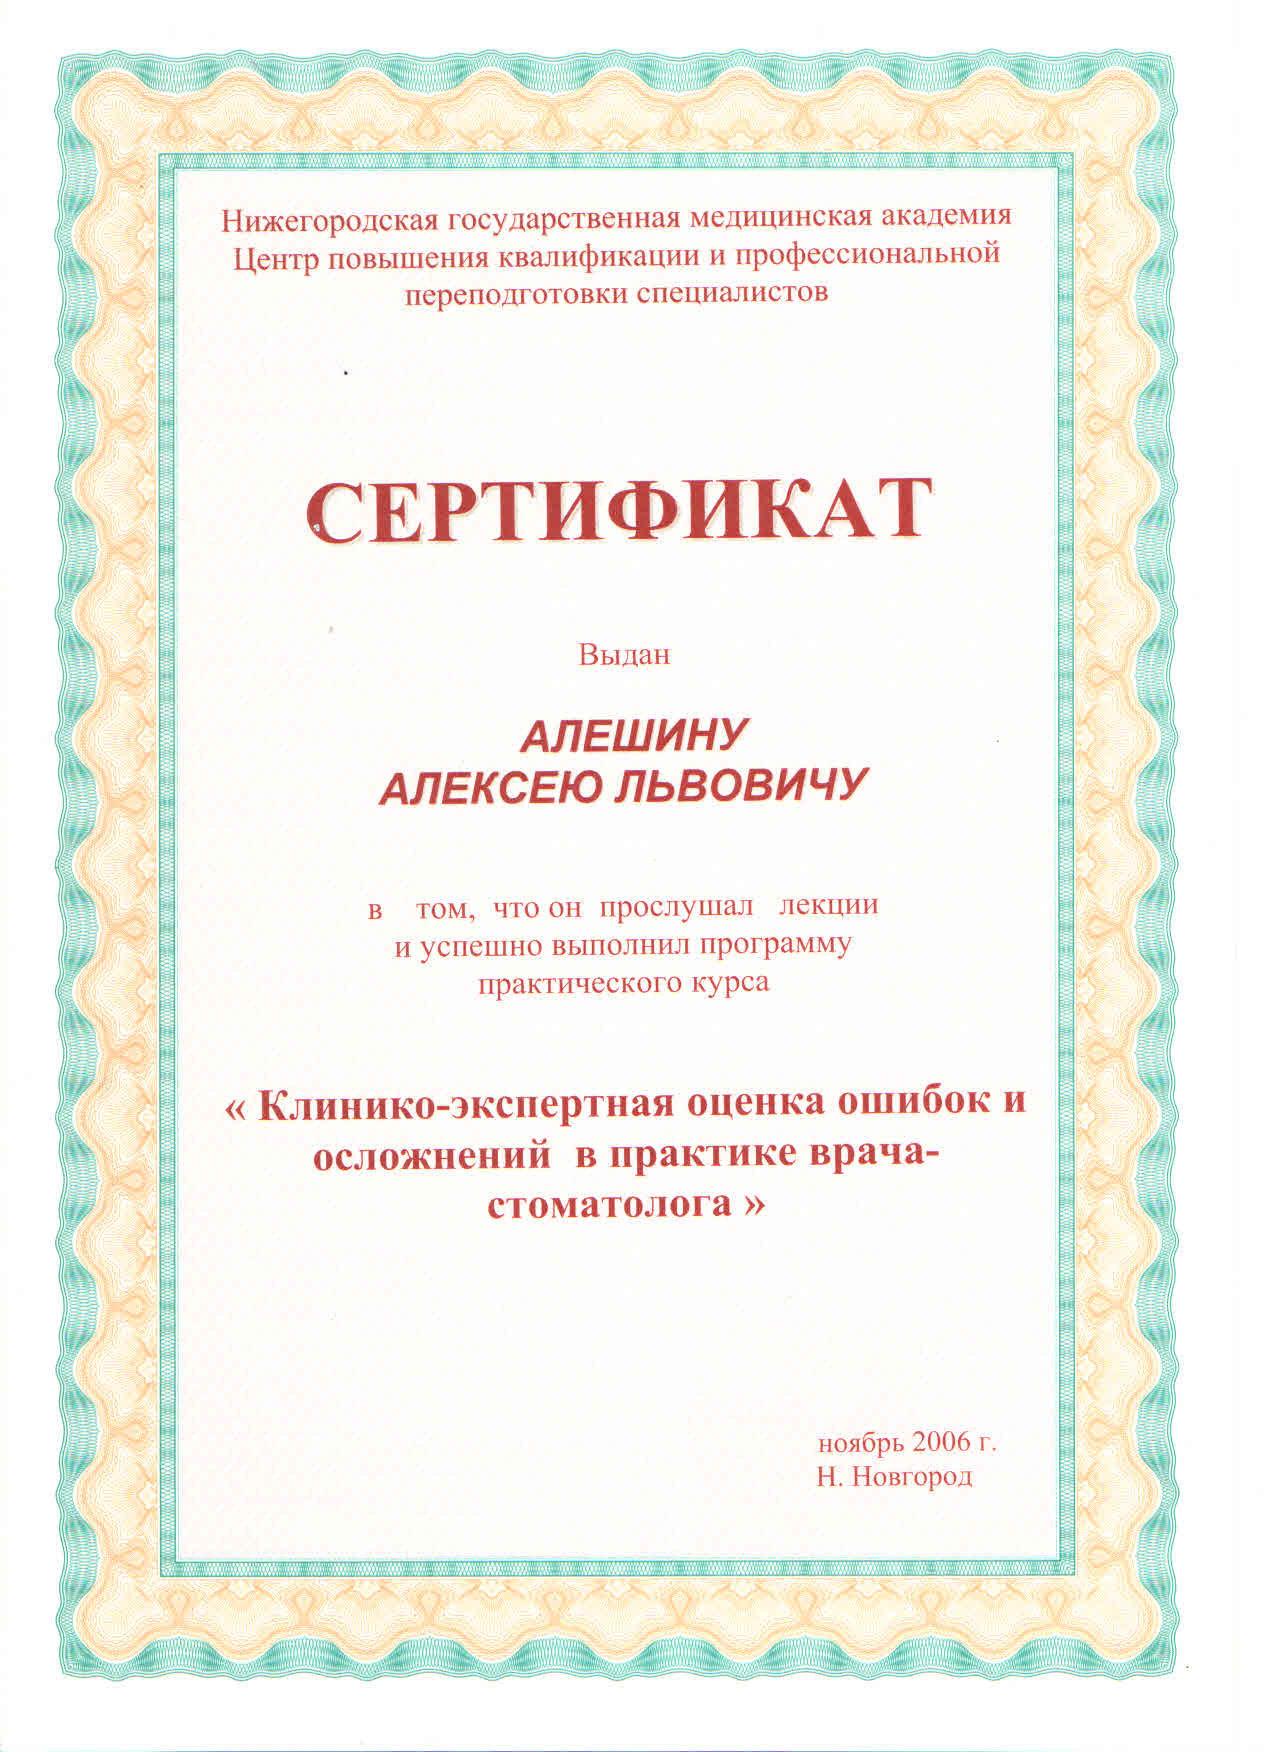 Нижегородская государственная медицинская академия
Центр повышения квалификации и профессиональной
переподготовки специалистов
СЕРТИФИКАТ
Выдан
АЛЕШИНУ
АЛЕКСЕЮ ЛЬВОВИЧУ
в том, что он прослушал лекции
и успешно выполнил программу
практического курса
« Клинико-экспертная оценка ошибок и
осложнений в практике врача-
стоматолога »
ноябрь 2006 г.
Н. Новгород